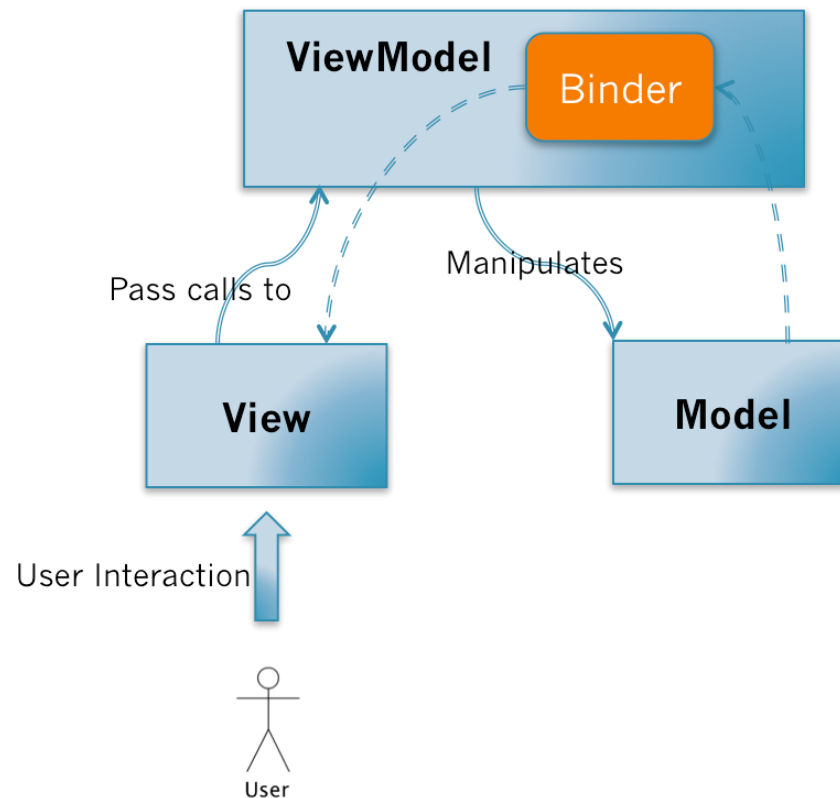 ViewModel
Binder
Pass calls to
Manipulates
View
Model
User Interaction
User